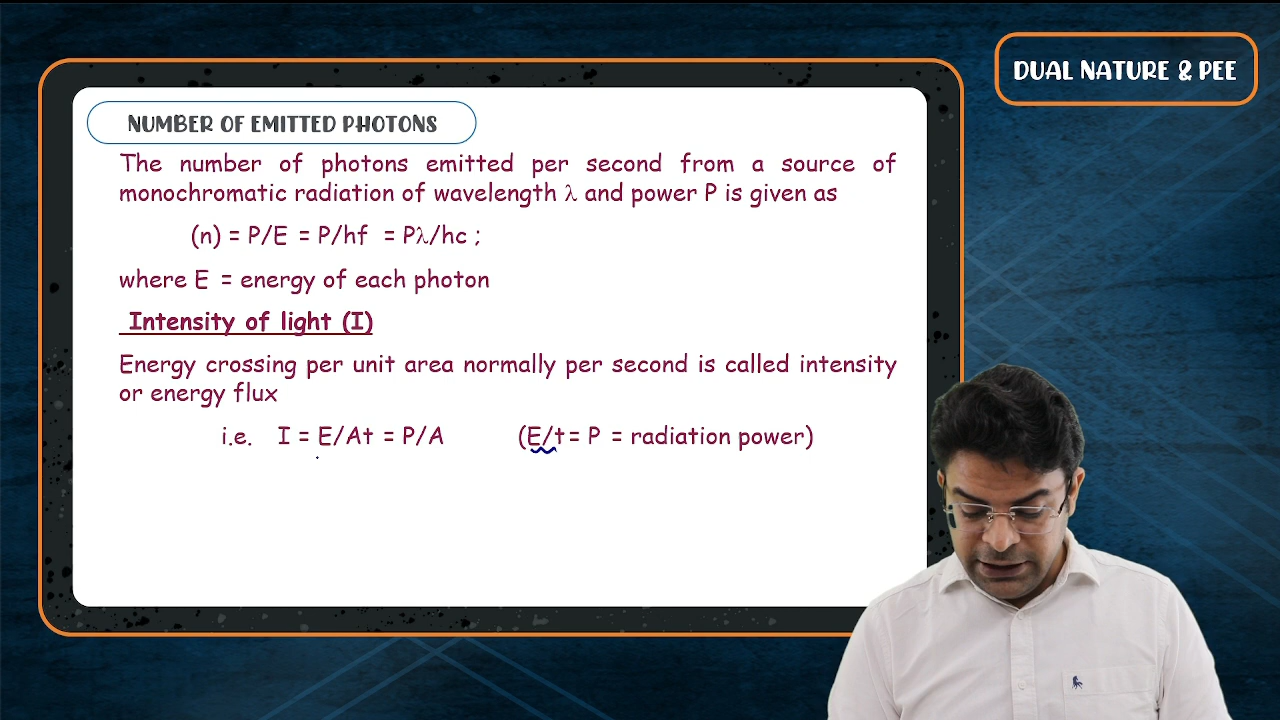 DUAL NATURE & PEE
NUMBER OF EMITTED PHOTONS
The number of photons emitted per second from a source of
monochromatic radiation of wavelength λ and power P is given as
(n) = P/E = P/hf = Pλ/hc ;
where E = energy of each photon
Intensity of light (I)
Energy crossing per unit area normally per second is called intensity
or energy flux
i.e. I = E/At = P/A (E/t = P = radiation power)